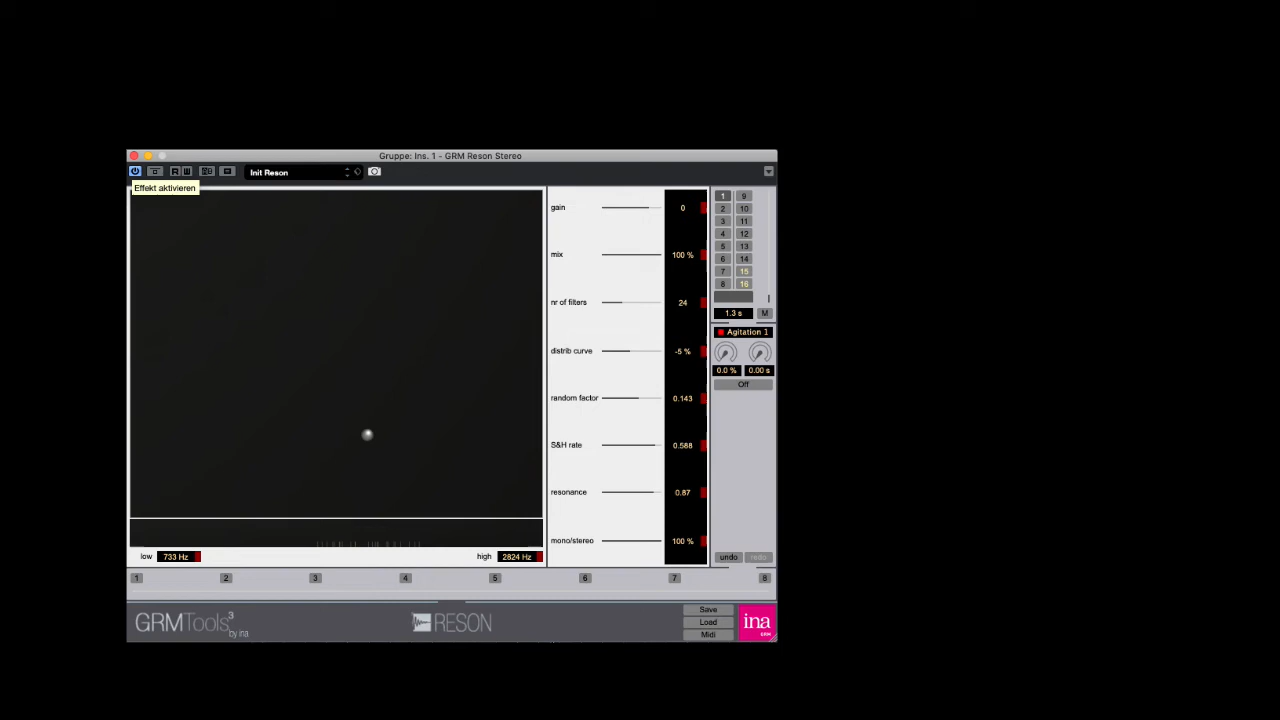 Gruppe: Ins. 1 - GRM Reson Stereo
R W Init Reson
Effekt aktivieren
gain 0
mix 100 %
nr of filters 24
distrib curve -5 %
random factor 0.143
S&H rate 0.588
resonance 0.87
mono/stereo 100 %
low 733 Hz high 2824 Hz
1 9
2 10
3 11
4 12
5 13
6 14
7 15
8 16
1.3 s M
Agitation 1
0.0 % 0.00 s
Off
undo redo
1 2 3 4 5 6 7 8
GRMTools3
by ina
RESON
Save
Load
Midi
ina
GRM